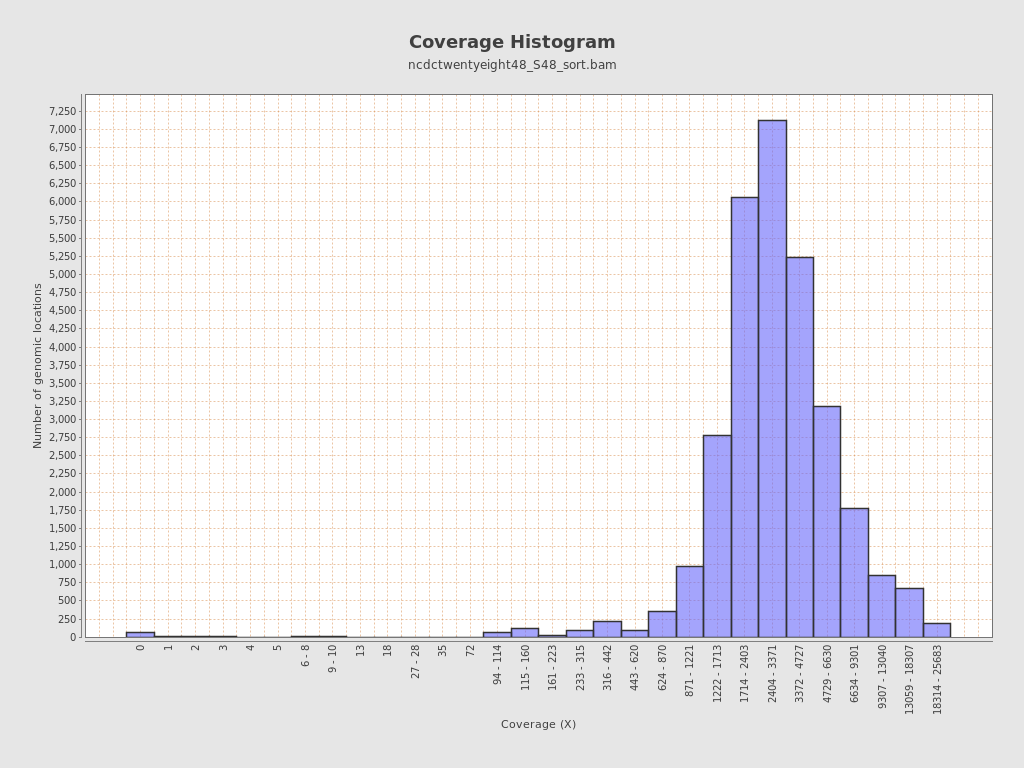 Coverage Histogram
ncdctwentyeight48_S48_sort.bam
7,250
7,000
6,750
6,500
6,250
6,000
5,750
5,500
5,250
5,000
4,750
4,500
4,250
4,000
3,750
3,500
3,250
3,000
2,750
2,500
2,250
2,000
1,750
1,500
1,250
1,000
750
500
250
0
Number of genomic locations
0
1
2
3
4
5
6 - 8
9 - 10
13
18
27 - 28
35
72
94 - 114
115 - 160
161 - 223
233 - 315
316 - 442
443 - 620
624 - 870
871 - 1221
1222 - 1713
1714 - 2403
2404 - 3371
3372 - 4727
4729 - 6630
6634 - 9301
9307 - 13040
13059 - 18307
18314 - 25683
Coverage (X)